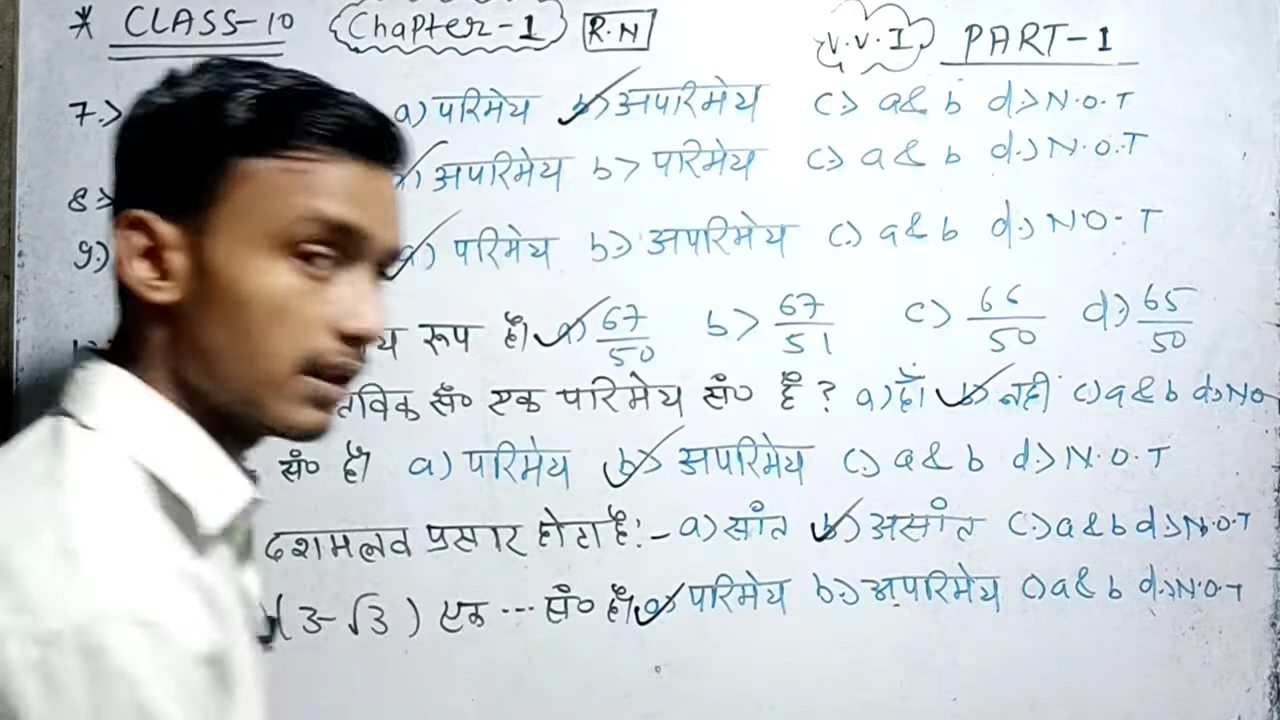 * CLASS-10 Chapter-1 R.N V.V.I PART-1
7.> a) परिमेय b) अपरिमेय c.> a & b d.> N.O.T
8.> a) अपरिमेय b> परिमेय c.> a & b d.> N.O.T
9.) a) परिमेय b.> अपरिमेय c.) a & b d.) NO-T
य रूप है। a) 67/50 b> 67/51 c) 66/50 d.) 65/50
तविक सं० एक परिमेय सं० है ? a) हाँ b) नहीं c) a & b d.> NO
सं० है। a) परिमेय b> अपरिमेय c.) a & b d.> N.O.T
दशमलव प्रसार होता है:- a) सांत b) असांत c.) a & b d.> N.O.T
(3-√3) एक ... सं० है। a) परिमेय b.) अपरिमेय c) a & b d.> N.O.T